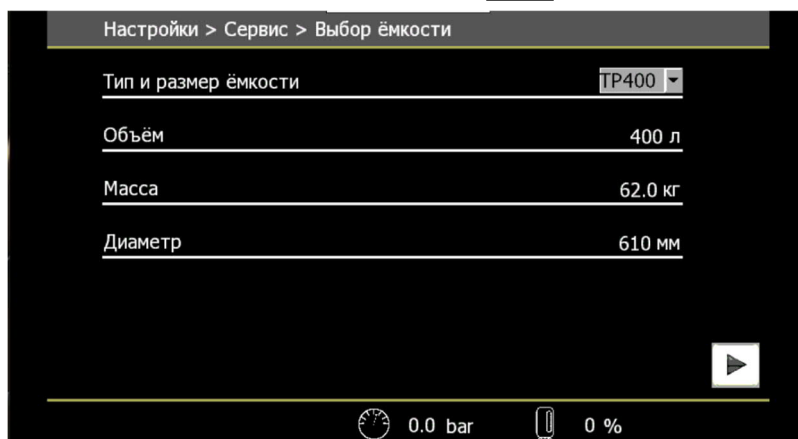 Настройки > Сервис > Выбор ёмкости
Тип и размер ёмкости TP400
Объём 400 л
Масса 62.0 кг
Диаметр 610 мм
0.0 bar 0 %